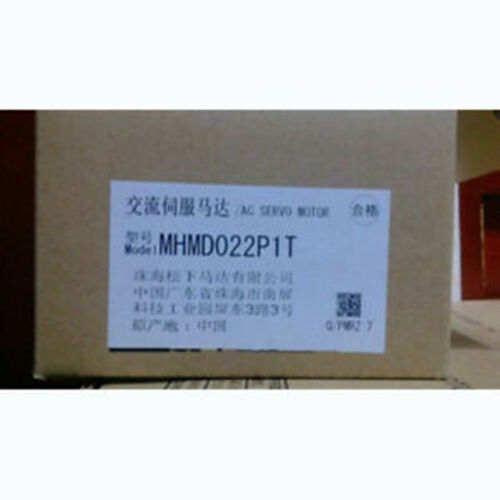 交流伺服马达/AC SERVO MOTOR 合格
型号
Model MHMD022P1T
珠海松下马达有限公司
中国广东省珠海市南屏
科技工业园屏东3路3号
原产地：中国
Q/PMRZ 7